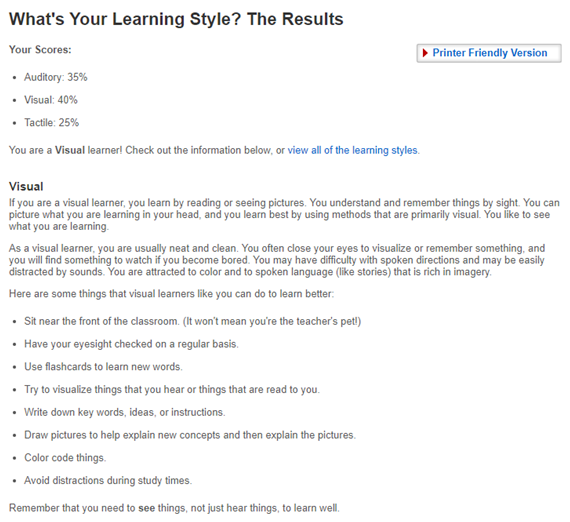 What's Your Learning Style? The Results
Your Scores:
Printer Friendly Version
• Auditory: 35%
• Visual: 40%
• Tactile: 25%
You are a Visual learner! Check out the information below, or view all of the learning styles.
Visual
If you are a visual learner, you learn by reading or seeing pictures. You understand and remember things by sight. You can
picture what you are learning in your head, and you learn best by using methods that are primarily visual. You like to see
what you are learning.
As a visual learner, you are usually neat and clean. You often close your eyes to visualize or remember something, and
you will find something to watch if you become bored. You may have difficulty with spoken directions and may be easily
distracted by sounds. You are attracted to color and to spoken language (like stories) that is rich in imagery.
Here are some things that visual learners like you can do to learn better:
• Sit near the front of the classroom. (It won't mean you're the teacher's pet!)
• Have your eyesight checked on a regular basis.
• Use flashcards to learn new words.
• Try to visualize things that you hear or things that are read to you.
• Write down key words, ideas, or instructions.
• Draw pictures to help explain new concepts and then explain the pictures.
• Color code things.
• Avoid distractions during study times.
Remember that you need to see things, not just hear things, to learn well.